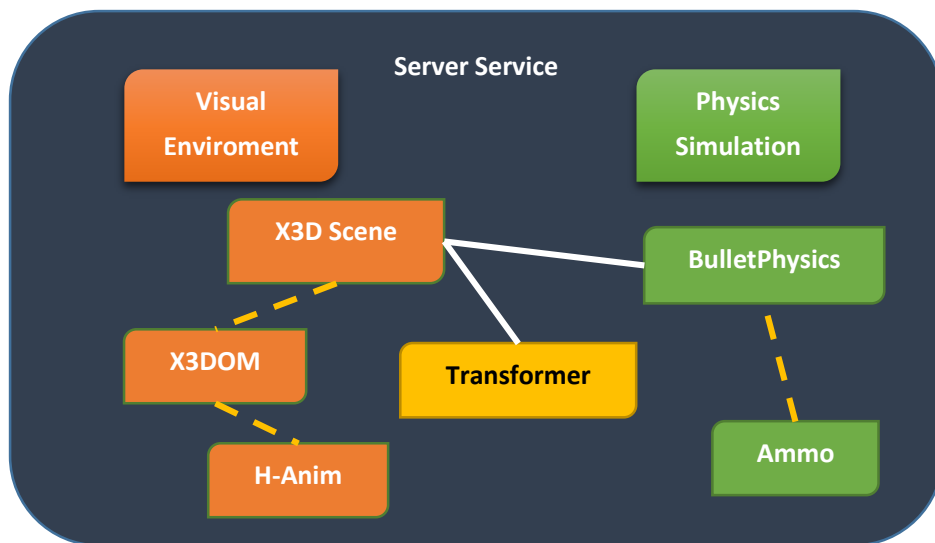 Server Service
Visual
Enviroment
Physics
Simulation
X3D Scene
BulletPhysics
X3DOM
Transformer
H-Anim
Ammo